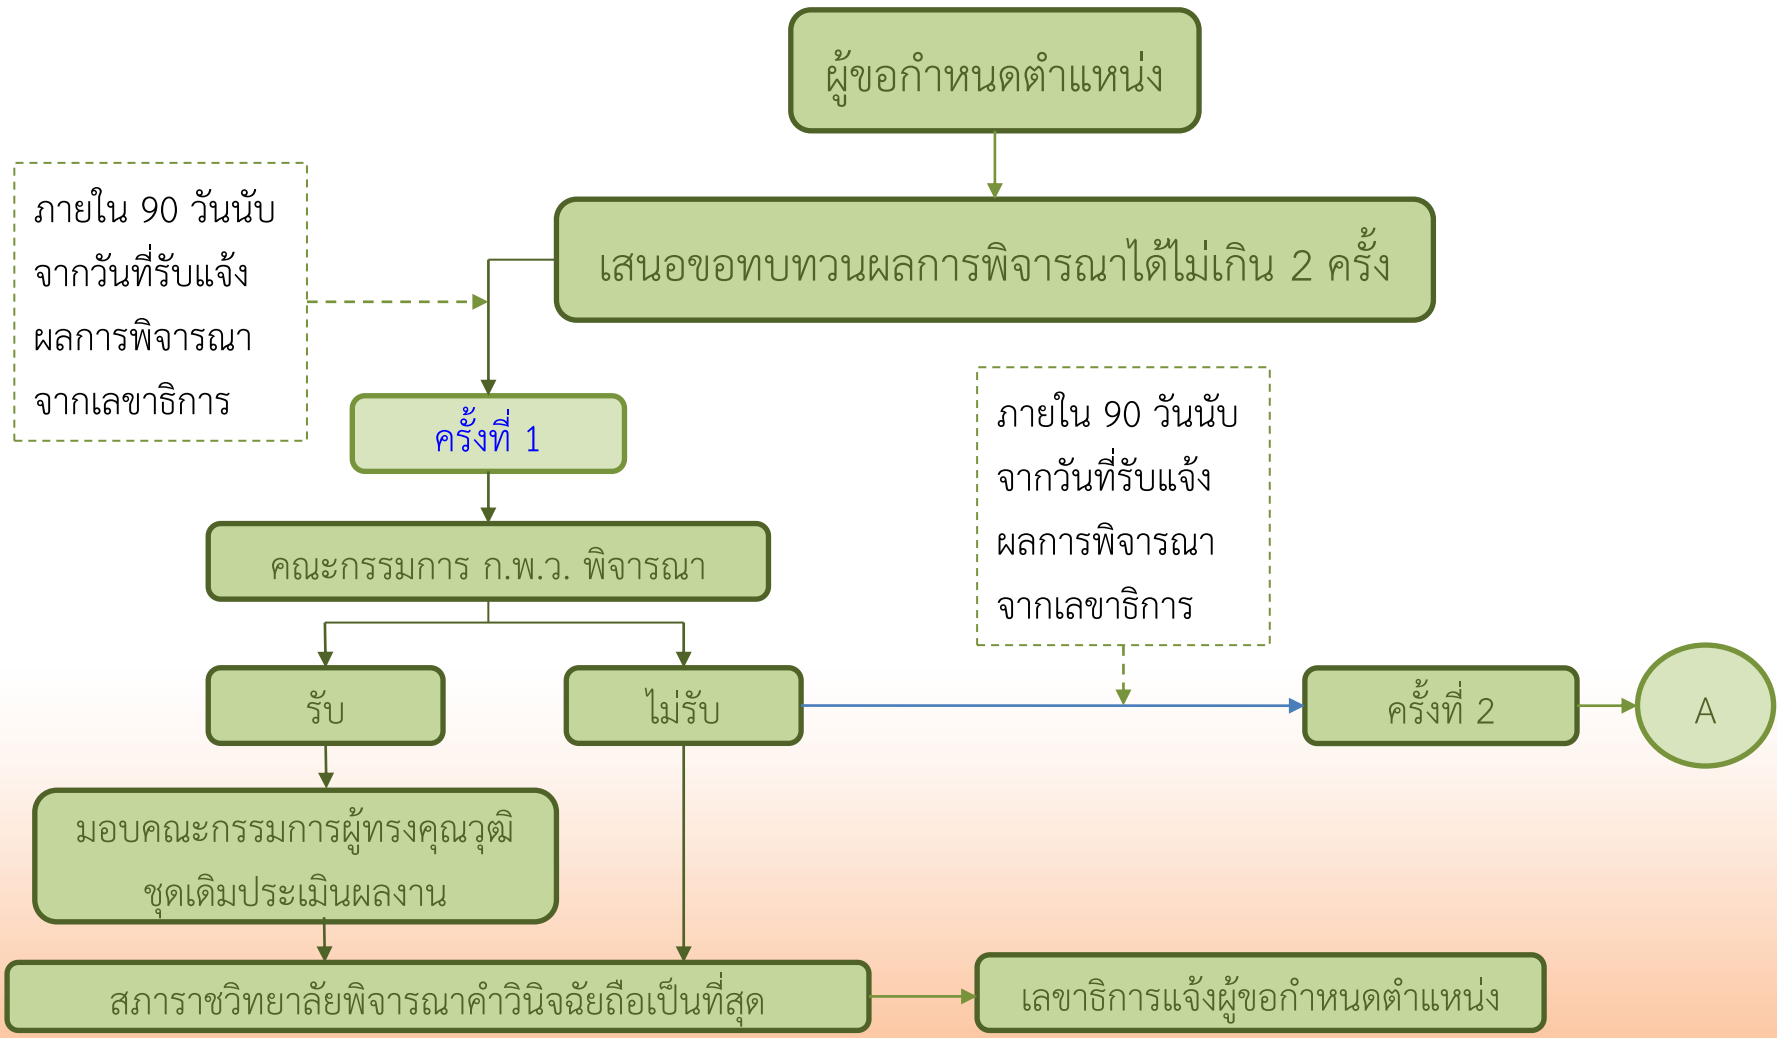 ผู้ขอกำหนดตำแหน่ง
เสนอขอทบทวนผลการพิจารณาได้ไม่เกิน 2 ครั้ง
ภายใน 90 วันนับ
จากวันที่รับแจ้ง
ผลการพิจารณา
จากเลขาธิการ
ครั้งที่ 1
ภายใน 90 วันนับ
จากวันที่รับแจ้ง
ผลการพิจารณา
จากเลขาธิการ
คณะกรรมการ ก.พ.ว. พิจารณา
รับ
ไม่รับ
ครั้งที่ 2
A
มอบคณะกรรมการผู้ทรงคุณวุฒิ
ชุดเดิมประเมินผลงาน
สภาราชวิทยาลัยพิจารณาคำวินิจฉัยถือเป็นที่สุด
เลขาธิการแจ้งผู้ขอกำหนดตำแหน่ง